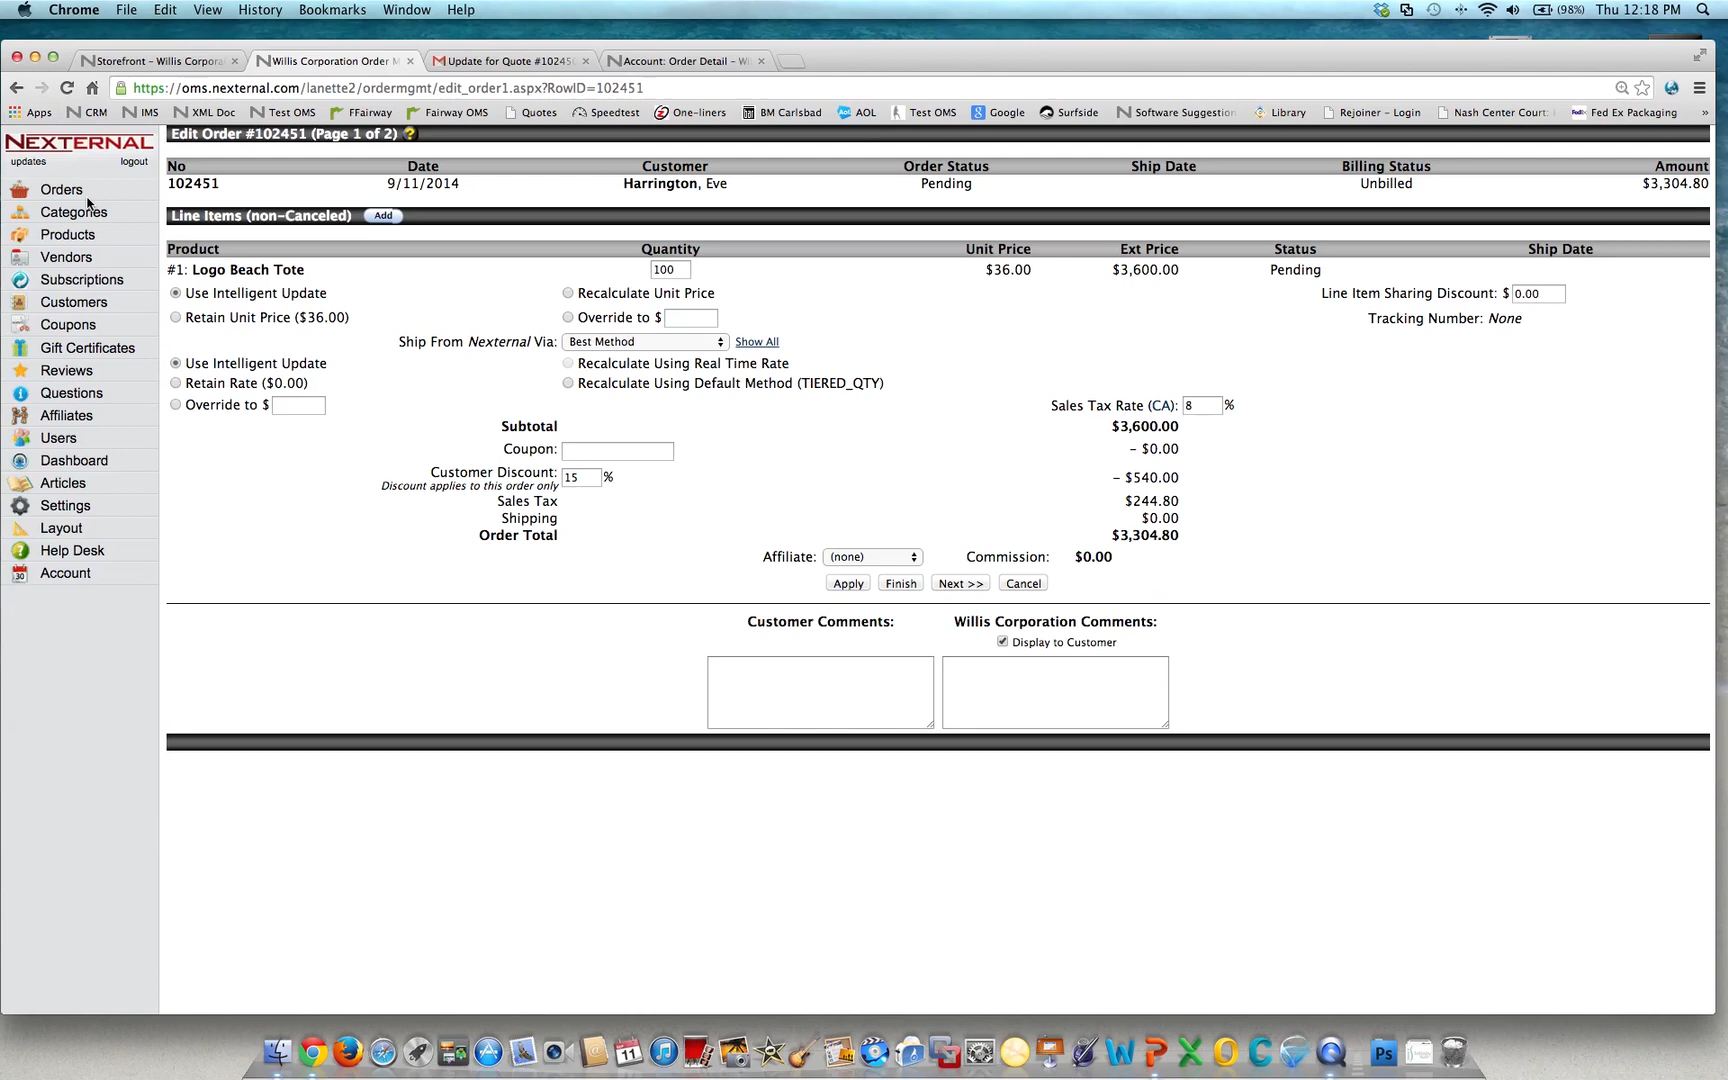 Chrome File Edit View History Bookmarks Window Help (98%) Thu 12:18 PM
Storefront – Willis Corpora Willis Corporation Order M Update for Quote #10245 Account: Order Detail – W
https://oms.nexternal.com/lanette2/ordermgmt/edit_order1.aspx?RowID=102451
Apps CRM IMS XML Doc Test OMS FFairway Fairway OMS Quotes Speedtest One-liners BM Carlsbad AOL Test OMS Google Surfside Software Suggestion Library Rejoiner – Login Nash Center Court: Fed Ex Packaging »
NEXTERNAL
updates logout
Orders
Categories
Products
Vendors
Subscriptions
Customers
Coupons
Gift Certificates
Reviews
Questions
Affiliates
Users
Dashboard
Articles
Settings
Layout
Help Desk
Account
Edit Order #102451 (Page 1 of 2) ?
No Date Customer Order Status Ship Date Billing Status Amount
102451 9/11/2014 Harrington, Eve Pending Unbilled $3,304.80
Line Items (non-Canceled) Add
Product Quantity Unit Price Ext Price Status Ship Date
#1: Logo Beach Tote 100 $36.00 $3,600.00 Pending
Use Intelligent Update Recalculate Unit Price Line Item Sharing Discount: $ 0.00
Retain Unit Price ($36.00) Override to $ Tracking Number: None
Ship From Nexternal Via: Best Method Show All
Use Intelligent Update Recalculate Using Real Time Rate
Retain Rate ($0.00) Recalculate Using Default Method (TIERED_QTY)
Override to $ Sales Tax Rate (CA): 8 %
Subtotal $3,600.00
Coupon: – $0.00
Customer Discount: 15 % – $540.00
Discount applies to this order only
Sales Tax $244.80
Shipping $0.00
Order Total $3,304.80
Affiliate: (none) Commission: $0.00
Apply Finish Next >> Cancel
Customer Comments: Willis Corporation Comments:
Display to Customer